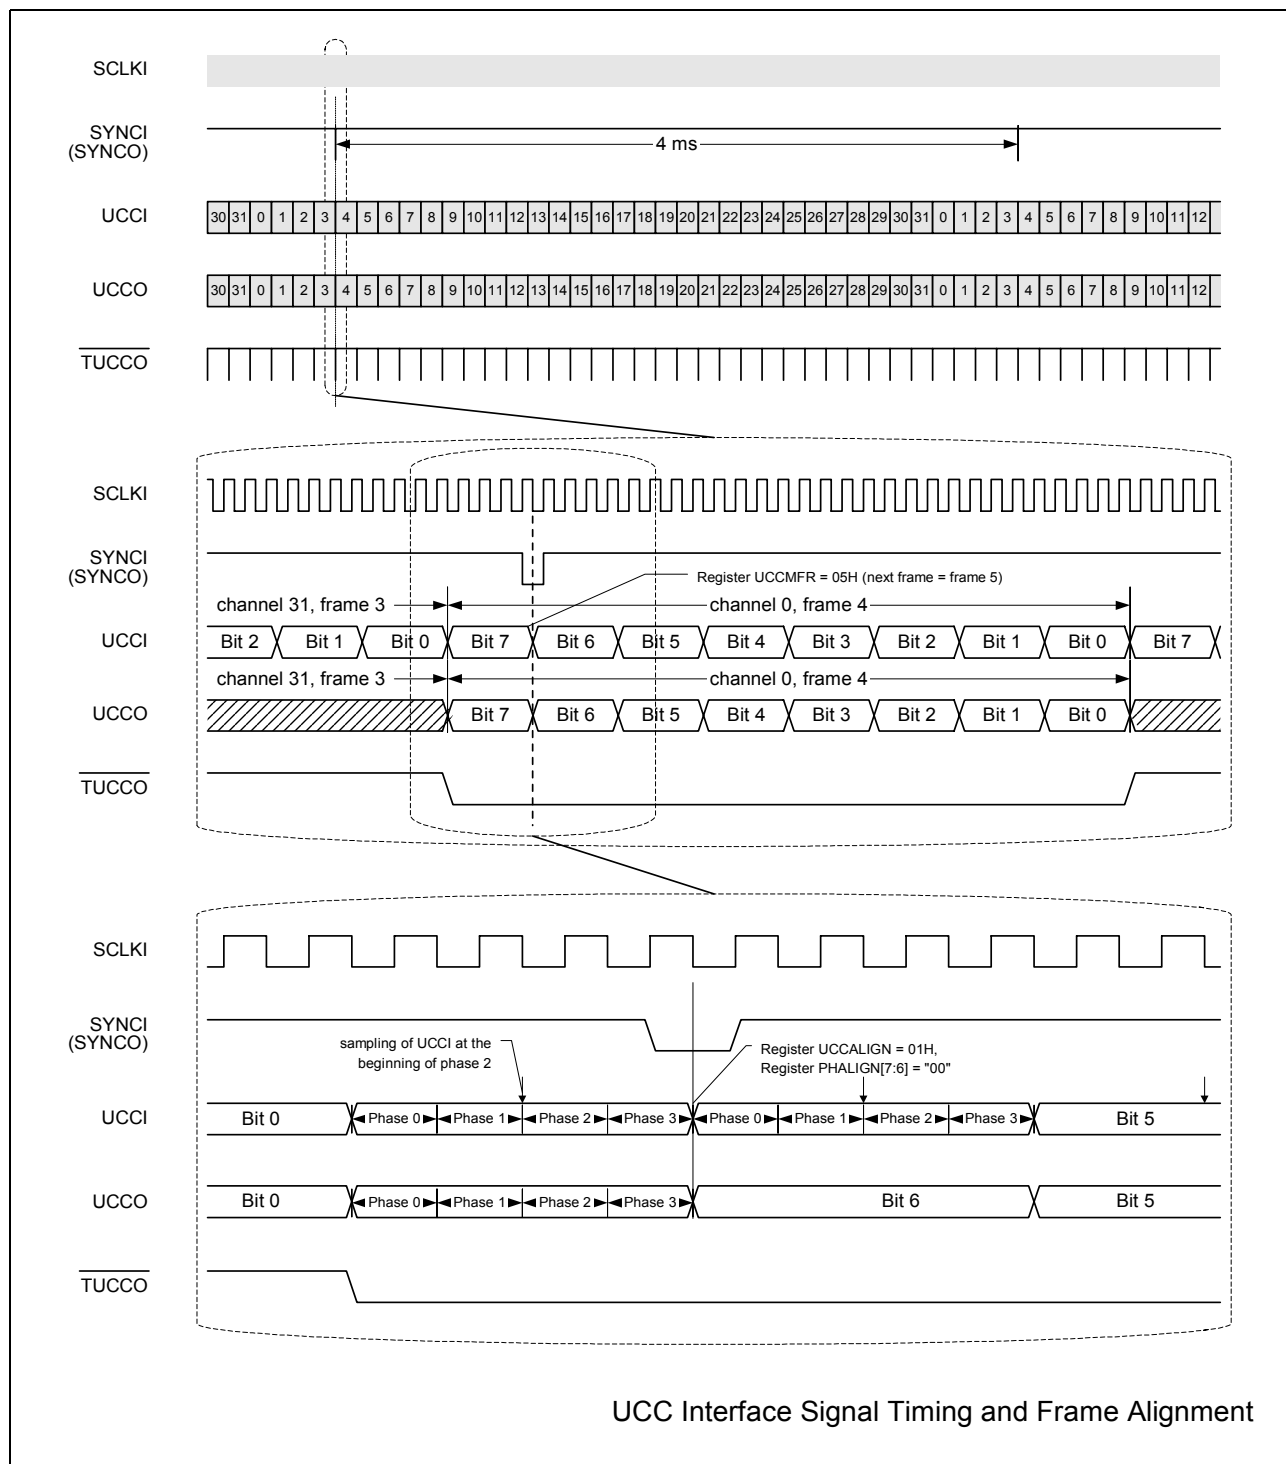 SCLKI
SYNCI
(SYNCO)
4 ms
UCCI
30 31 0 1 2 3 4 5 6 7 8 9 10 11 12 13 14 15 16 17 18 19 20 21 22 23 24 25 26 27 28 29 30 31 0 1 2 3 4 5 6 7 8 9 10 11 12
UCCO
30 31 0 1 2 3 4 5 6 7 8 9 10 11 12 13 14 15 16 17 18 19 20 21 22 23 24 25 26 27 28 29 30 31 0 1 2 3 4 5 6 7 8 9 10 11 12
TUCCO
SCLKI
SYNCI
(SYNCO)
Register UCCMFR = 05H (next frame = frame 5)
channel 31, frame 3 channel 0, frame 4
UCCI Bit 2 Bit 1 Bit 0 Bit 7 Bit 6 Bit 5 Bit 4 Bit 3 Bit 2 Bit 1 Bit 0 Bit 7
channel 31, frame 3 channel 0, frame 4
UCCO Bit 7 Bit 6 Bit 5 Bit 4 Bit 3 Bit 2 Bit 1 Bit 0
TUCCO
SCLKI
SYNCI
(SYNCO)
sampling of UCCI at the
beginning of phase 2
Register UCCALIGN = 01H,
Register PHALIGN[7:6] = "00"
UCCI Bit 0 Phase 0 Phase 1 Phase 2 Phase 3 Phase 0 Phase 1 Phase 2 Phase 3 Bit 5
UCCO Bit 0 Phase 0 Phase 1 Phase 2 Phase 3 Bit 6 Bit 5
TUCCO
UCC Interface Signal Timing and Frame Alignment